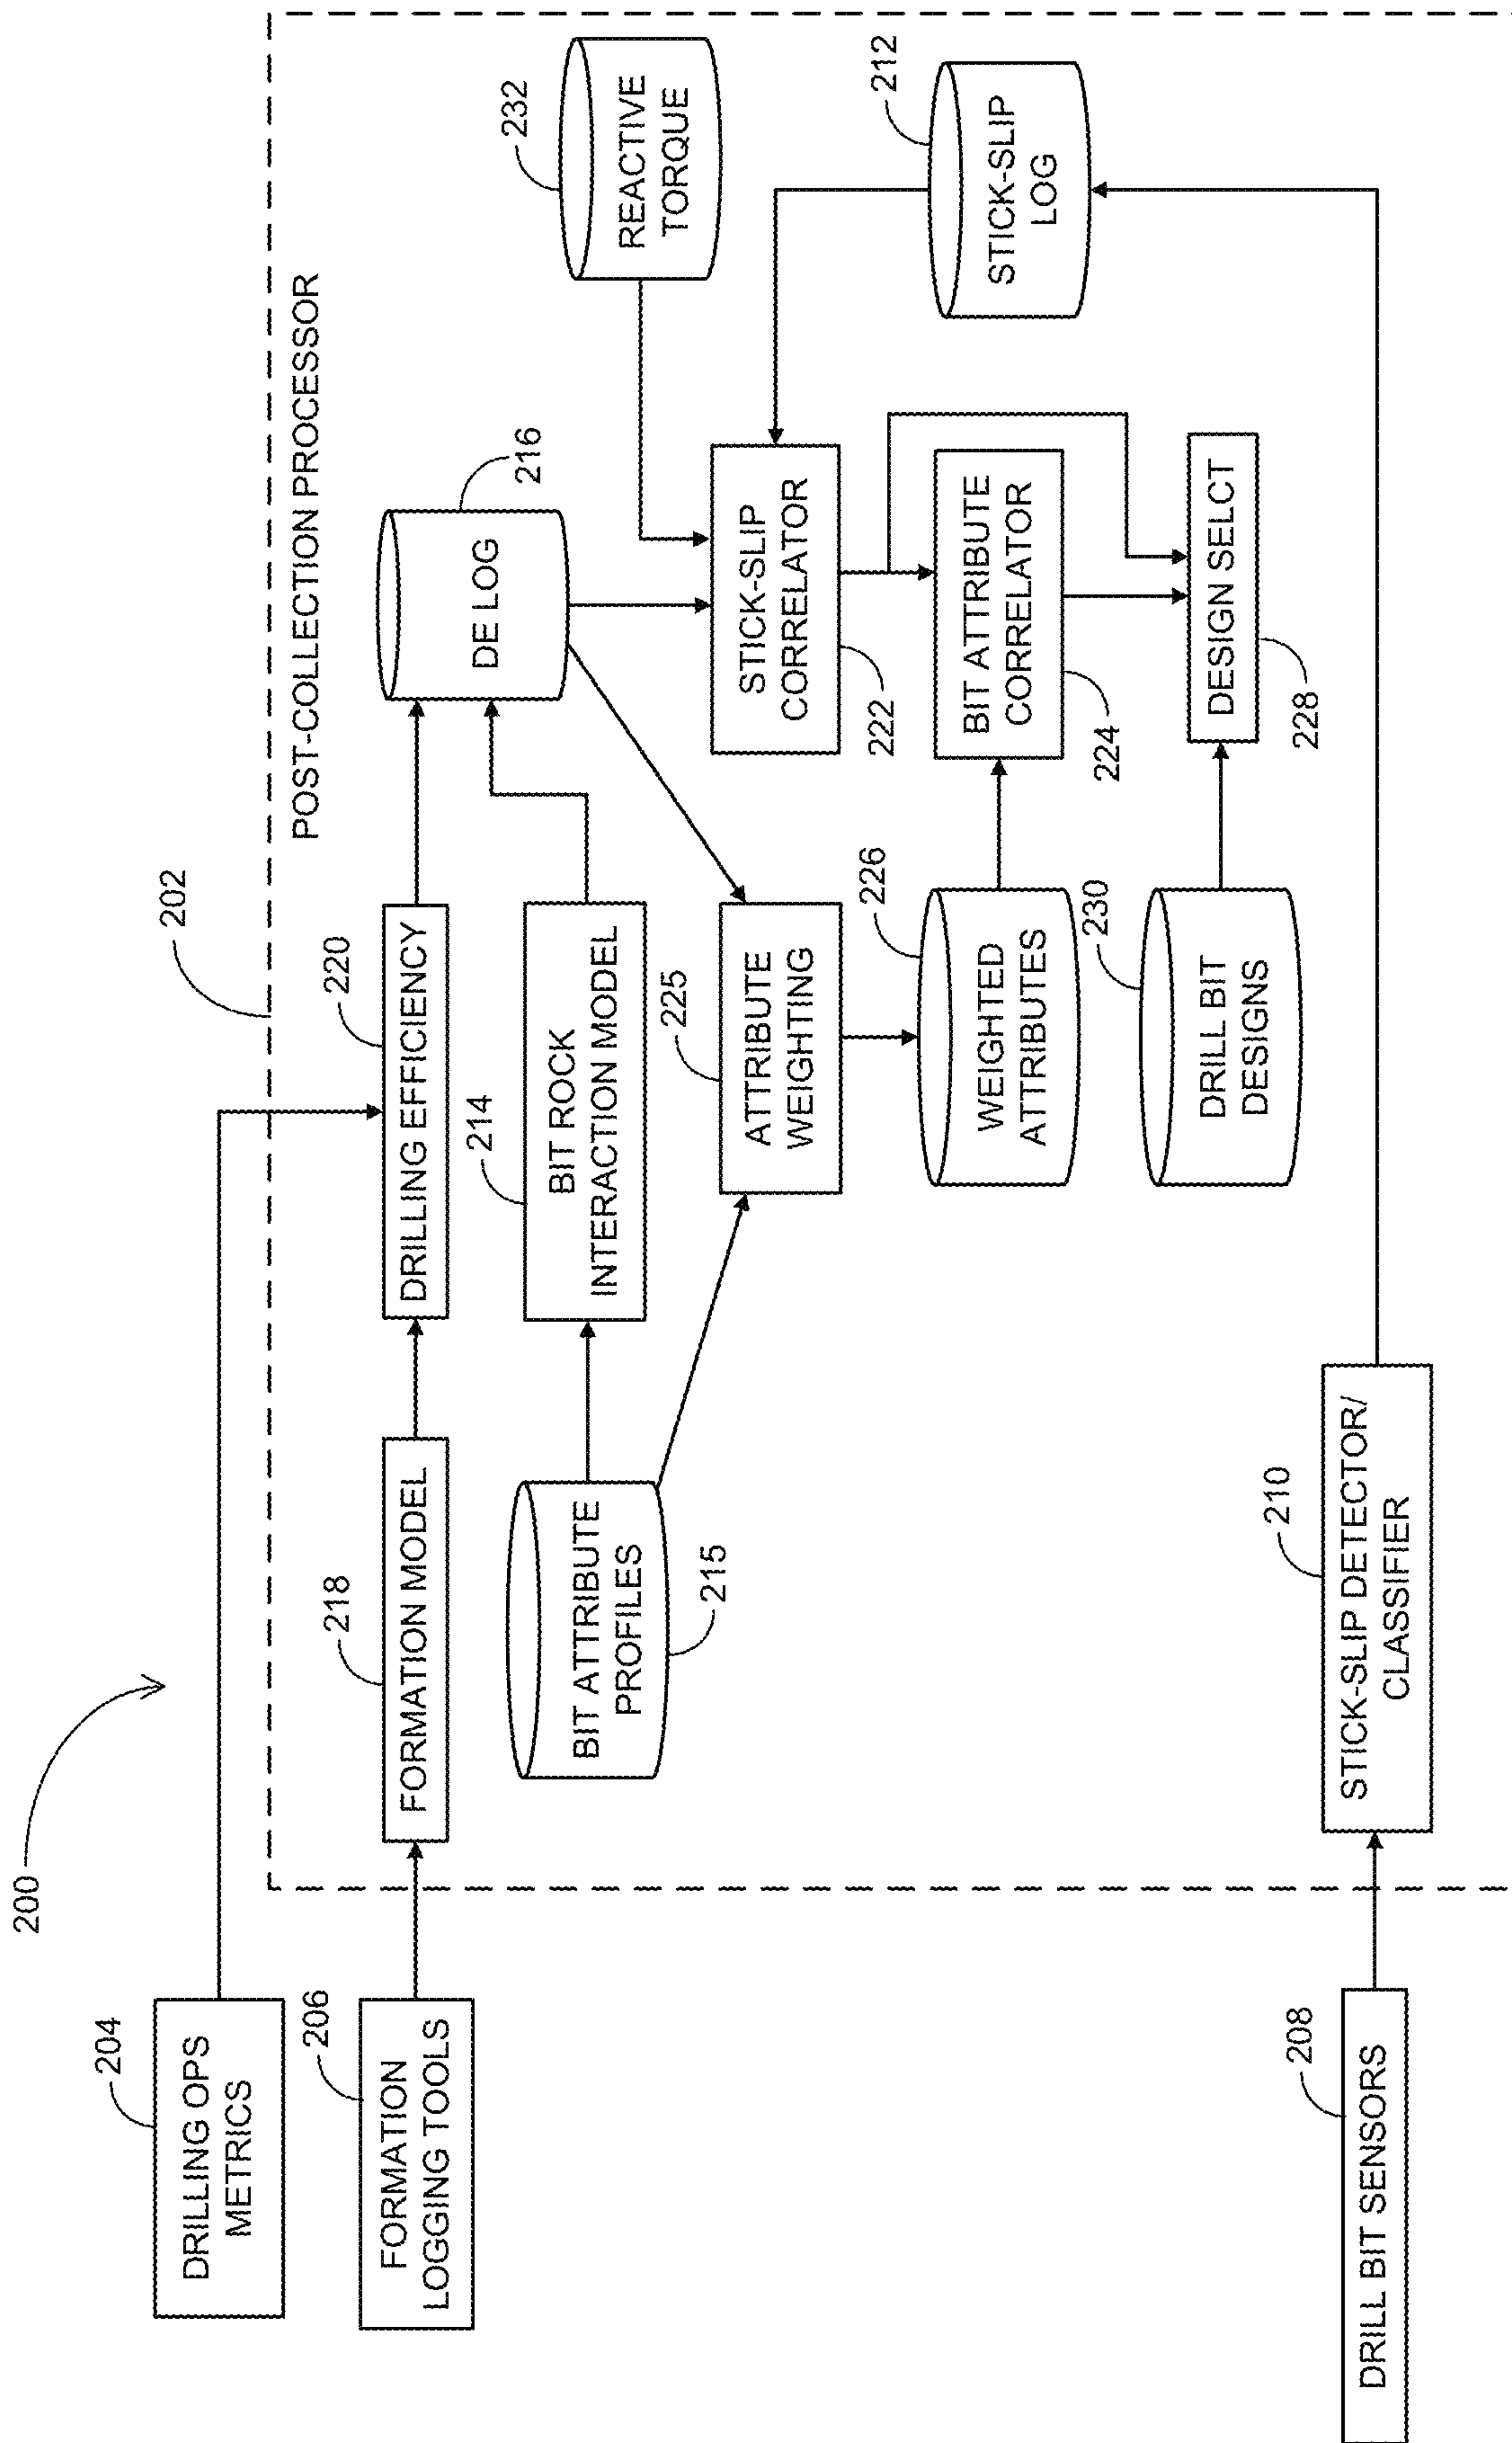 200
202
POST-COLLECTION PROCESSOR
204
DRILLING OPS
METRICS
206
FORMATION
LOGGING TOOLS
218
FORMATION MODEL
220
DRILLING EFFICIENCY
214
BIT ROCK
INTERACTION MODEL
BIT ATTRIBUTE
PROFILES
215
216
DE LOG
232
REACTIVE
TORQUE
225
ATTRIBUTE
WEIGHTING
STICK-SLIP
CORRELATOR
222
212
STICK-SLIP
LOG
226
WEIGHTED
ATTRIBUTES
BIT ATTRIBUTE
CORRELATOR
224
230
DRILL BIT
DESIGNS
DESIGN SELCT
228
208
DRILL BIT SENSORS
210
STICK-SLIP DETECTOR/
CLASSIFIER